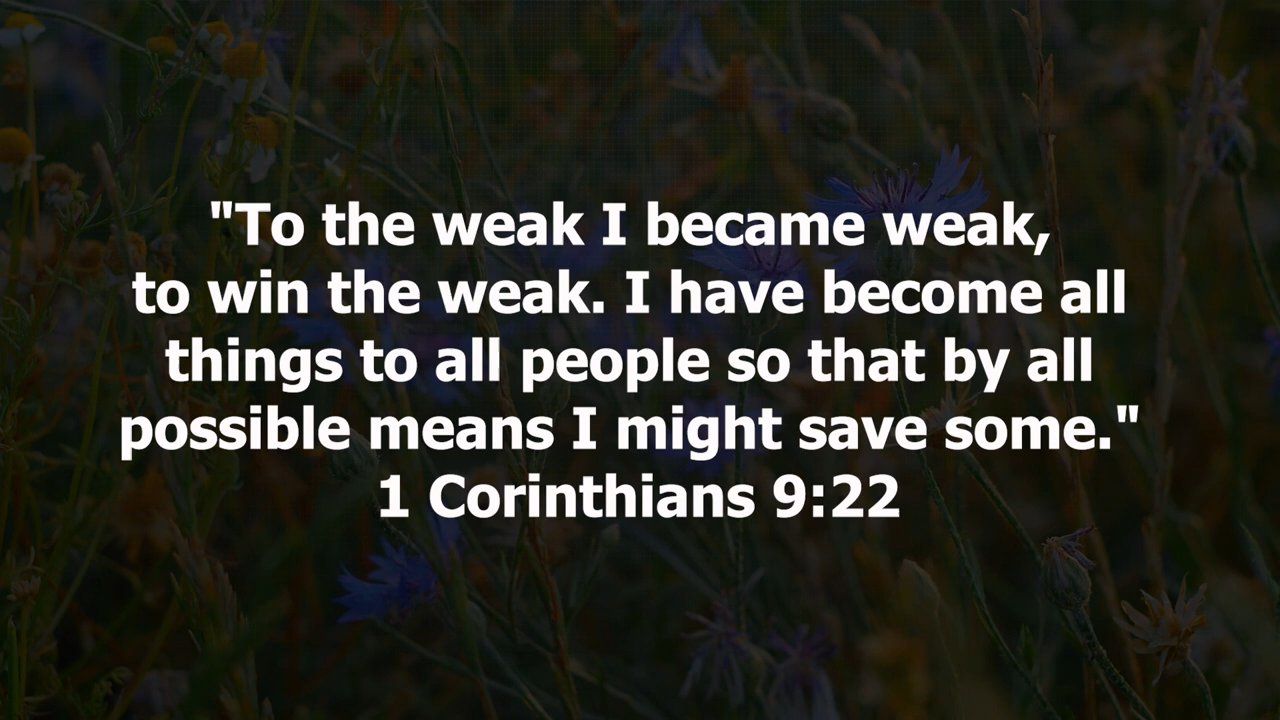 "To the weak I became weak,
to win the weak. I have become all
things to all people so that by all
possible means I might save some."
1 Corinthians 9:22